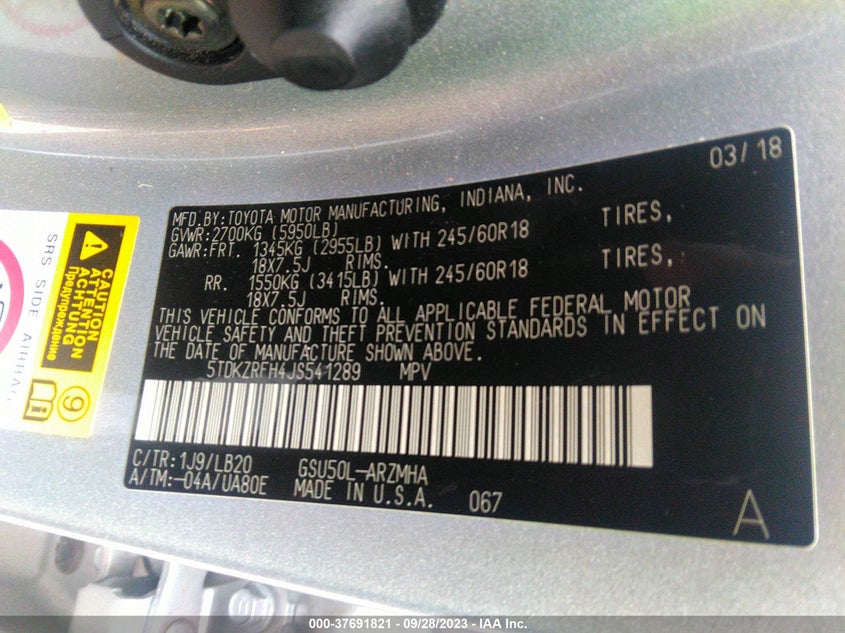 03/18
MFD.BY:TOYOTA MOTOR MANUFACTURING, INDIANA, INC.
GVWR:2700KG (5950LB)
GAWR:FRT. 1345KG (2955LB) WITH 245/60R18 TIRES,
18X7.5J RIMS.
RR. 1550KG (3415LB) WITH 245/60R18 TIRES,
18X7.5J RIMS.
THIS VEHICLE CONFORMS TO ALL APPLICABLE FEDERAL MOTOR
VEHICLE SAFETY AND THEFT PREVENTION STANDARDS IN EFFECT ON
THE DATE OF MANUFACTURE SHOWN ABOVE.
5TDKZRFH4JS541289 MPV
C/TR:1J9/LB20 GSU50L-ARZMHA
A/TM:-04A/UA80E MADE IN U.S.A. 067
A
CAUTION
ATTENTION
ACHTUNG
Предупреждение
SRS SIDE AIRBAG
9
000-37691821 - 09/28/2023 - IAA Inc.